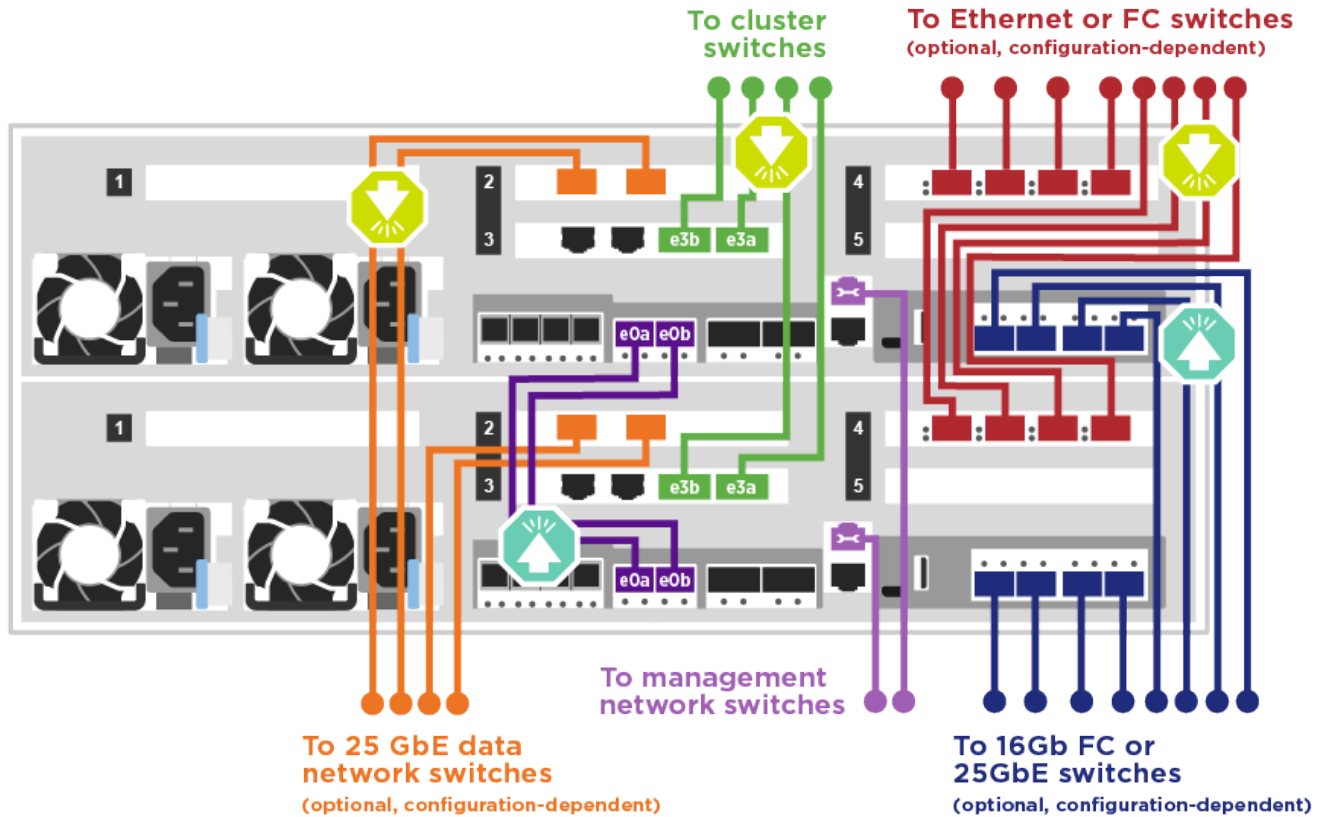 To cluster
switches
To Ethernet or FC switches
(optional, configuration-dependent)
1
2
4
3
e3b
e3a
5
e0a
e0b
1
2
4
3
e3b
e3a
5
e0a
e0b
To management
network switches
To 25 GbE data
network switches
(optional, configuration-dependent)
To 16Gb FC or
25GbE switches
(optional, configuration-dependent)